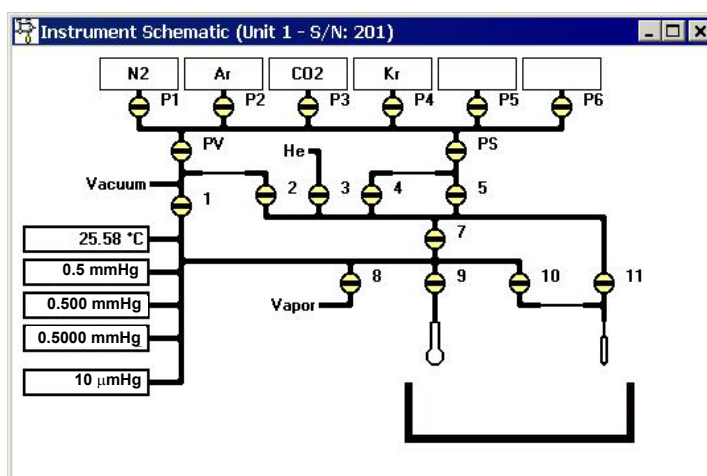 Instrument Schematic (Unit 1 - S/N: 201)
N2 Ar CO2 Kr
P1 P2 P3 P4 P5 P6
PV He PS
Vacuum 1 2 3 4 5
25.58 °C 7
0.5 mmHg 8 9 10 11
0.500 mmHg Vapor
0.5000 mmHg
10 µmHg